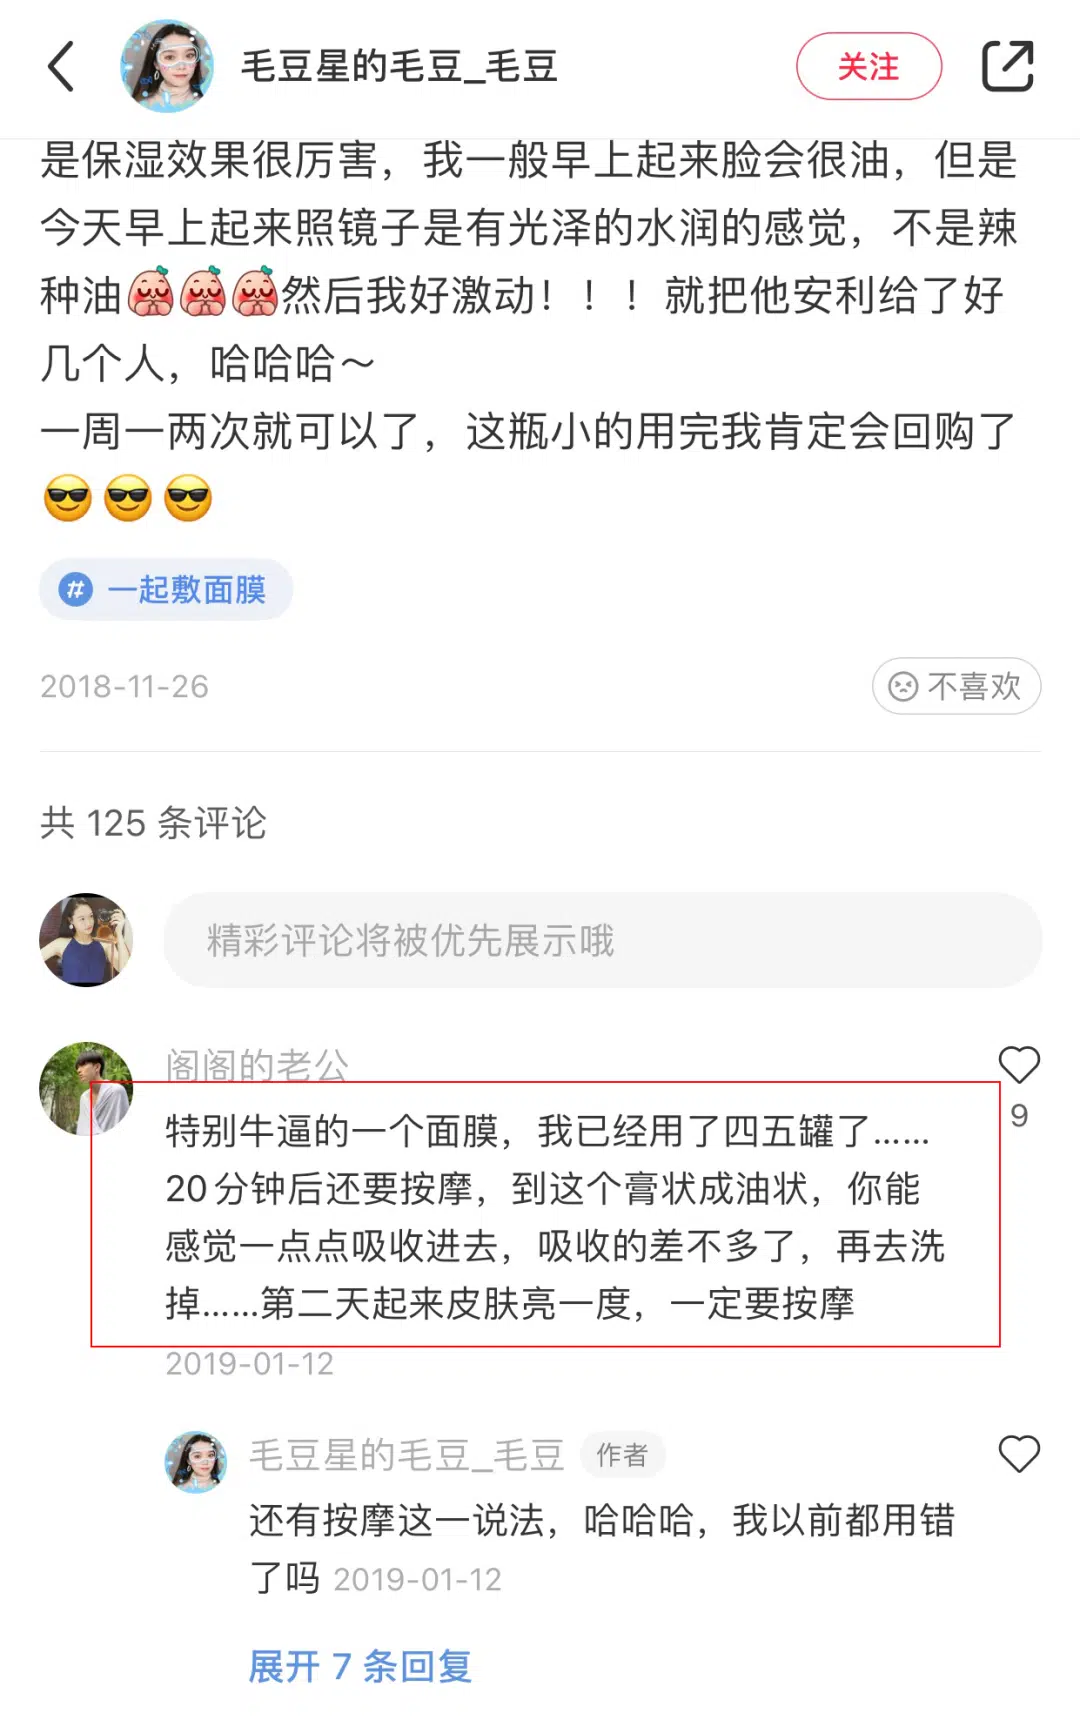 毛豆星的毛豆_毛豆
关注
是保湿效果很厉害，我一般早上起来脸会很油，但是
今天早上起来照镜子是有光泽的水润的感觉，不是辣
种油然后我好激动！！！就把他安利给了好
几个人，哈哈哈～
一周一两次就可以了，这瓶小的用完我肯定会回购了
😎😎😎
# 一起敷面膜
2018-11-26
不喜欢
共 125 条评论
精彩评论将被优先展示哦
阁阁的老公
9
特别牛逼的一个面膜，我已经用了四五罐了……
20分钟后还要按摩，到这个膏状成油状，你能
感觉一点点吸收进去，吸收的差不多了，再去洗
掉……第二天起来皮肤亮一度，一定要按摩
2019-01-12
毛豆星的毛豆_毛豆 作者
还有按摩这一说法，哈哈哈，我以前都用错
了吗 2019-01-12
展开 7 条回复